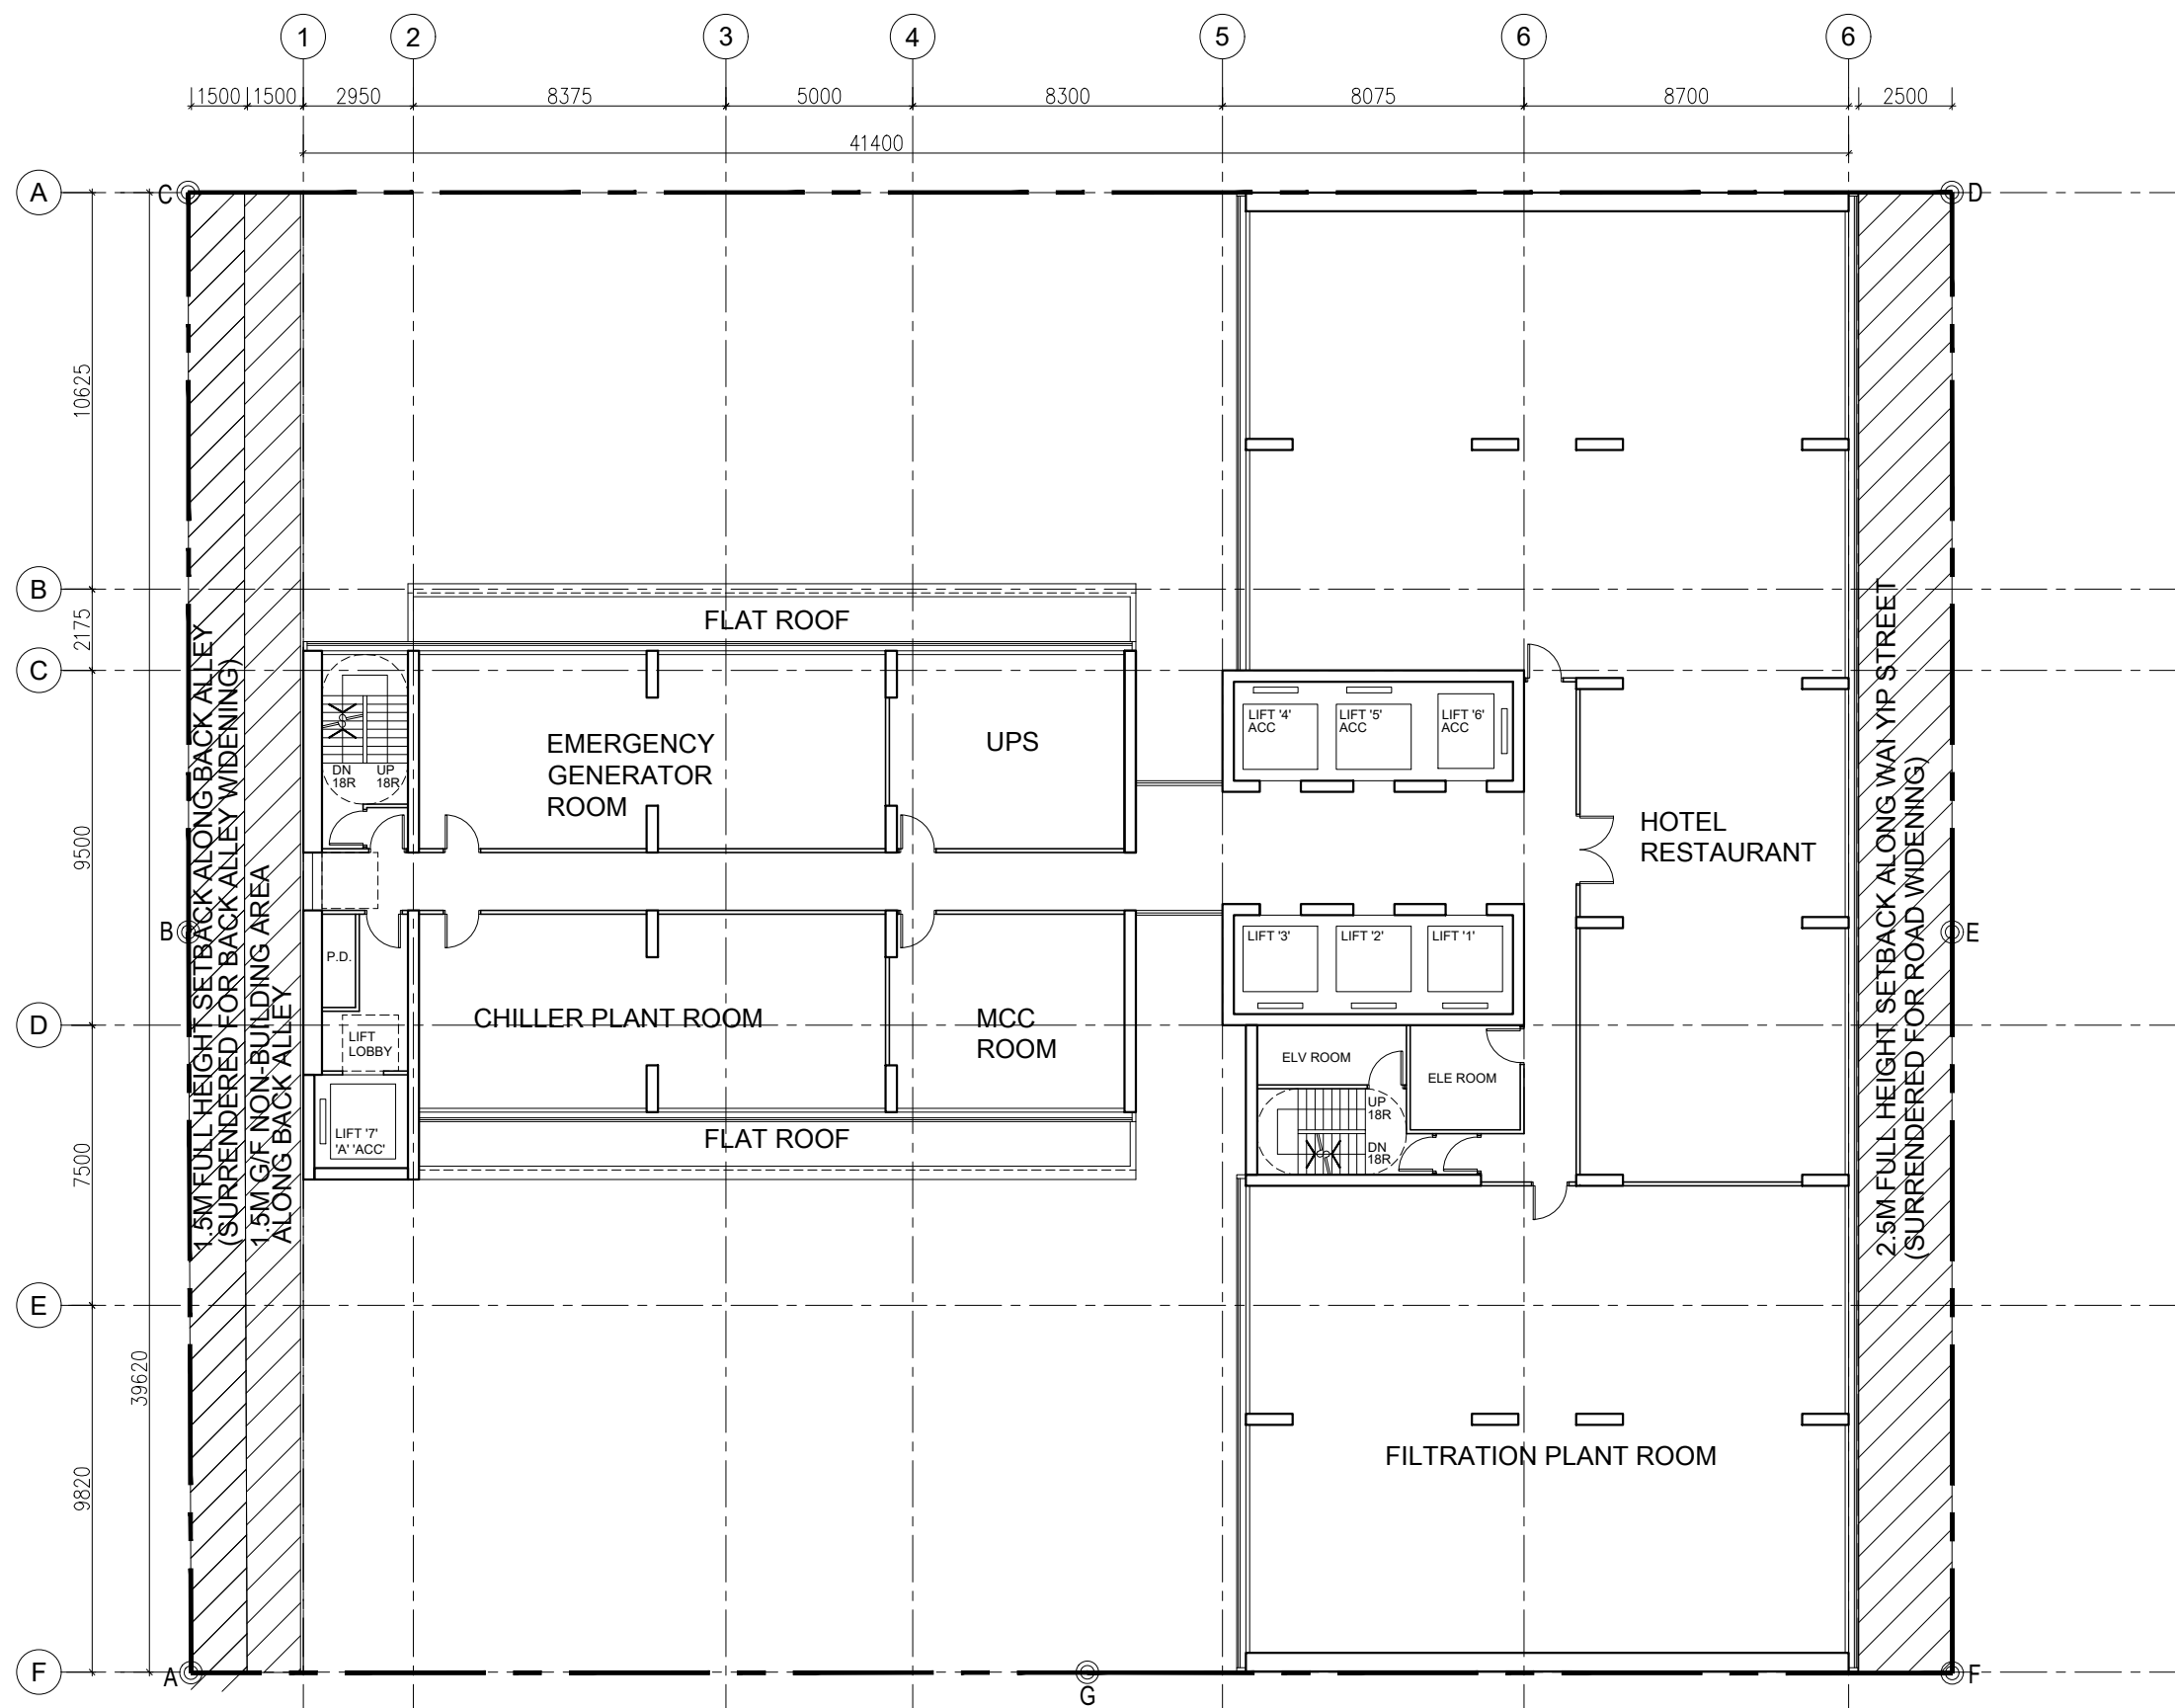 1
2
3
4
5
6
6
1500
1500
2950
8375
5000
8300
8075
8700
2500
41400
A
C
D
10625
B
FLAT ROOF
2175
C
LIFT '4'
ACC
LIFT '5'
ACC
LIFT '6'
ACC
EMERGENCY
GENERATOR
ROOM
UPS
DN
18R
UP
18R
HOTEL
RESTAURANT
9500
1.5M FULL HEIGHT SETBACK ALONG BACK ALLEY
(SURRENDERED FOR BACK ALLEY WIDENING)
1.5M G/F NON-BUILDING AREA
ALONG BACK ALLEY
2.5M FULL HEIGHT SETBACK ALONG WAI YIP STREET
(SURRENDERED FOR ROAD WIDENNING)
B
E
P.D.
LIFT '3'
LIFT '2'
LIFT '1'
D
CHILLER PLANT ROOM
MCC
ROOM
LIFT
LOBBY
ELV ROOM
ELE ROOM
UP
18R
DN
18R
LIFT '7'
'A' 'ACC'
FLAT ROOF
7500
E
39620
9820
FILTRATION PLANT ROOM
F
A
G
F